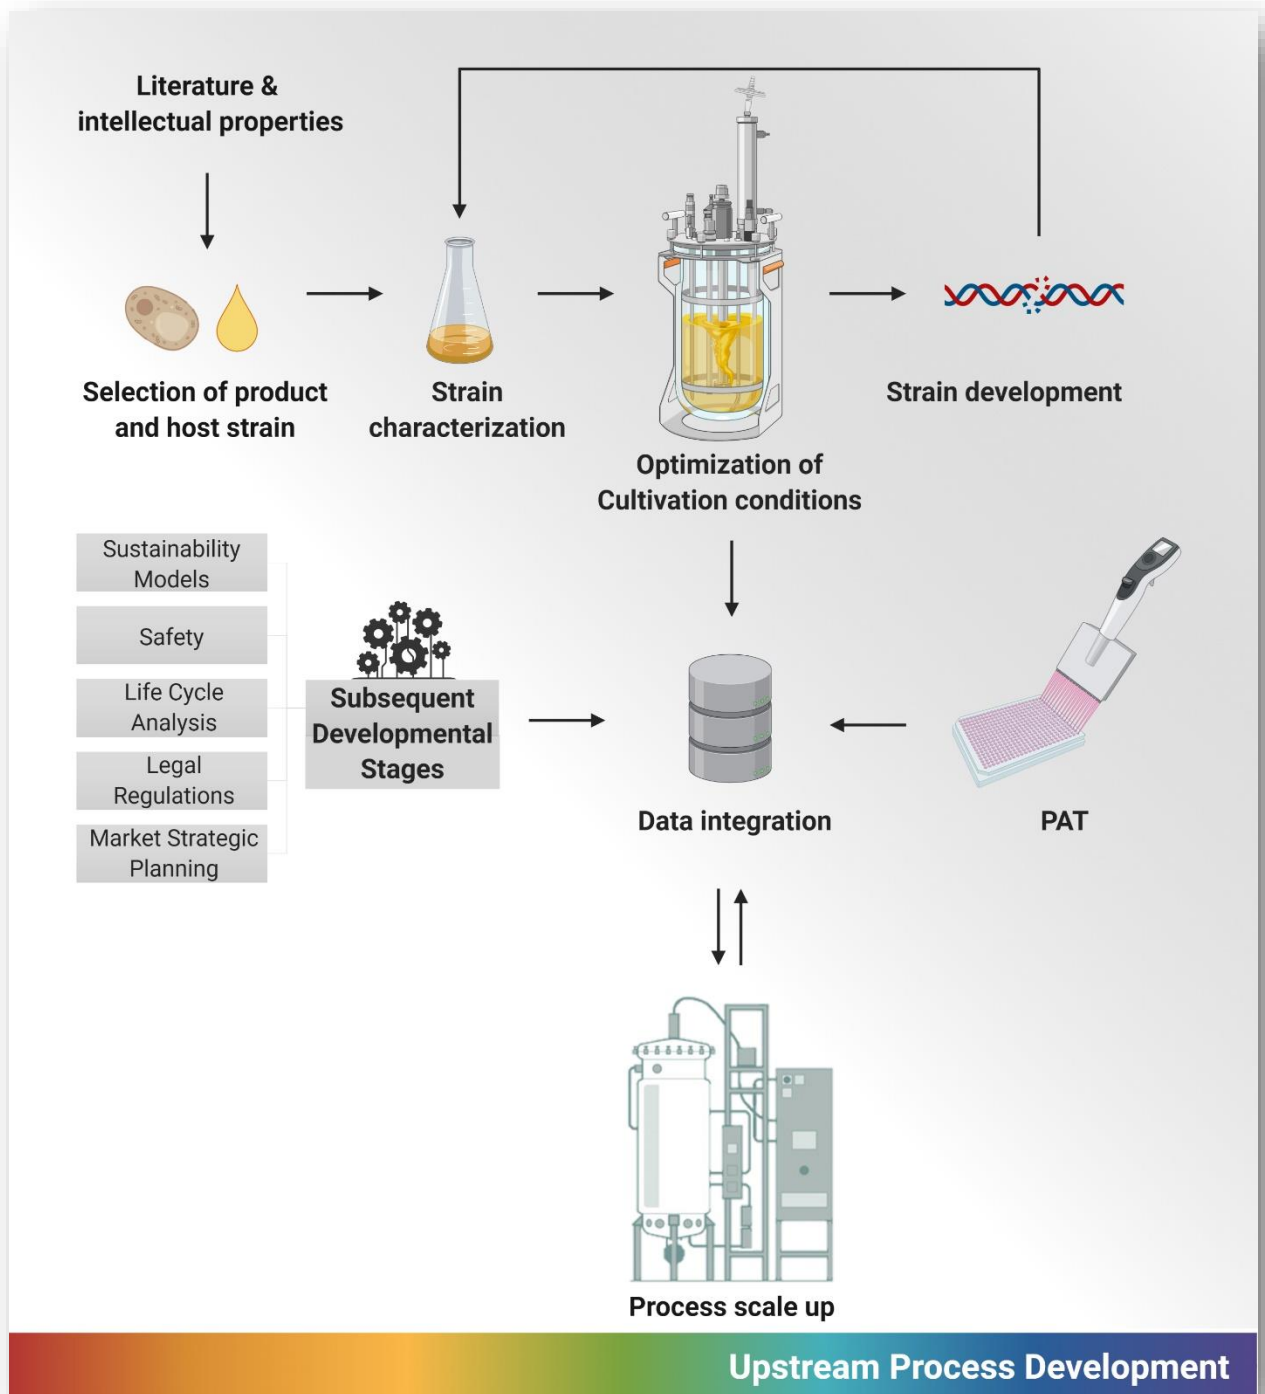 Literature &
intellectual properties
Selection of product
and host strain
Strain
characterization
Optimization of
Cultivation conditions
Strain development
Sustainability
Models
Safety
Life Cycle
Analysis
Legal
Regulations
Market Strategic
Planning
Subsequent
Developmental
Stages
Data integration
PAT
Process scale up
Upstream Process Development